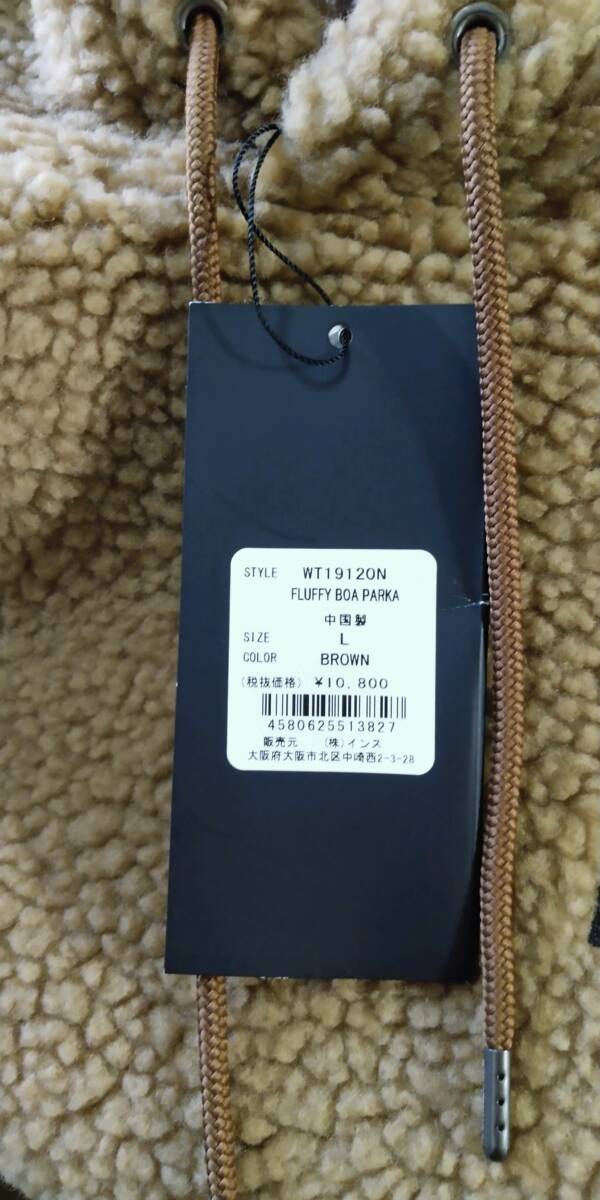 STYLE WT19120N
FLUFFY BOA PARKA
中国製
SIZE L
COLOR BROWN
(税抜価格) ¥10,800
4580625513827
販売元 (株)インス
大阪府大阪市北区中崎西2-3-28